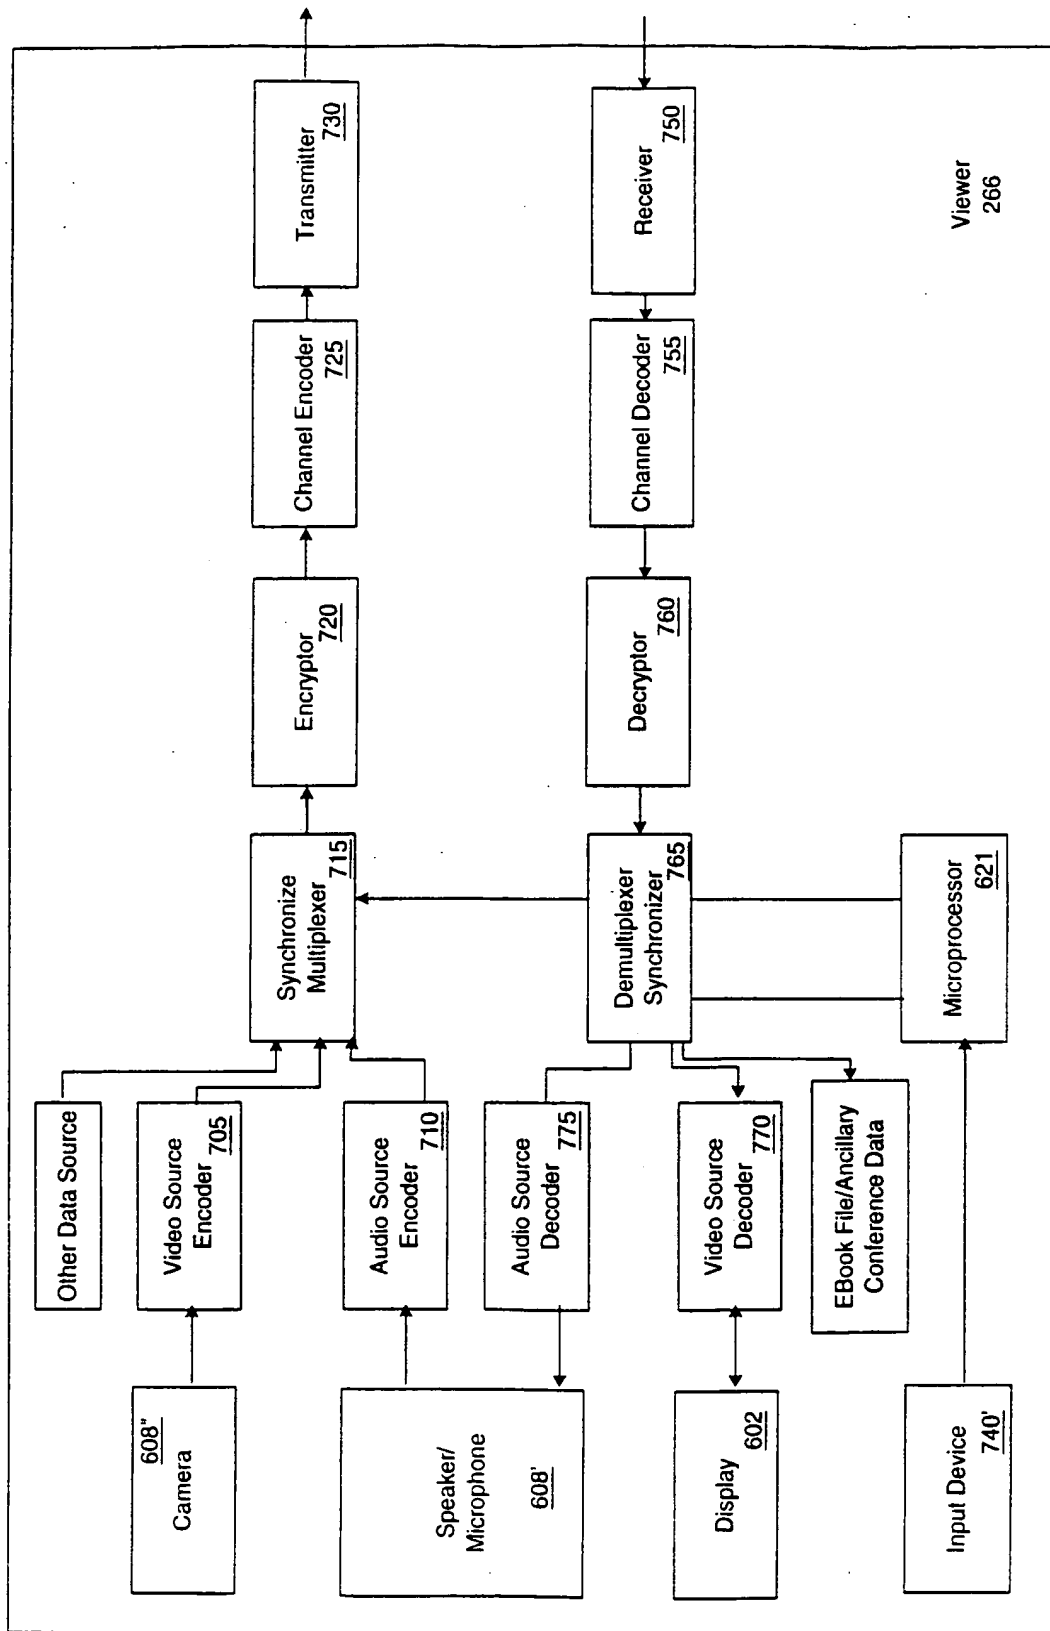 Camera
608"
Speaker/
Microphone
608'
Display
602
Input Device
740'
Other Data Source
Video Source
Encoder
705
Audio Source
Encoder
710
Audio Source
Decoder
775
Video Source
Decoder
770
EBook File/Ancillary
Conference Data
Synchronize
Multiplexer
715
Demultiplexer
Synchronizer
765
Microprocessor
621
Encryptor
720
Decryptor
760
Channel Encoder
725
Channel Decoder
755
Transmitter
730
Receiver
750
Viewer
266